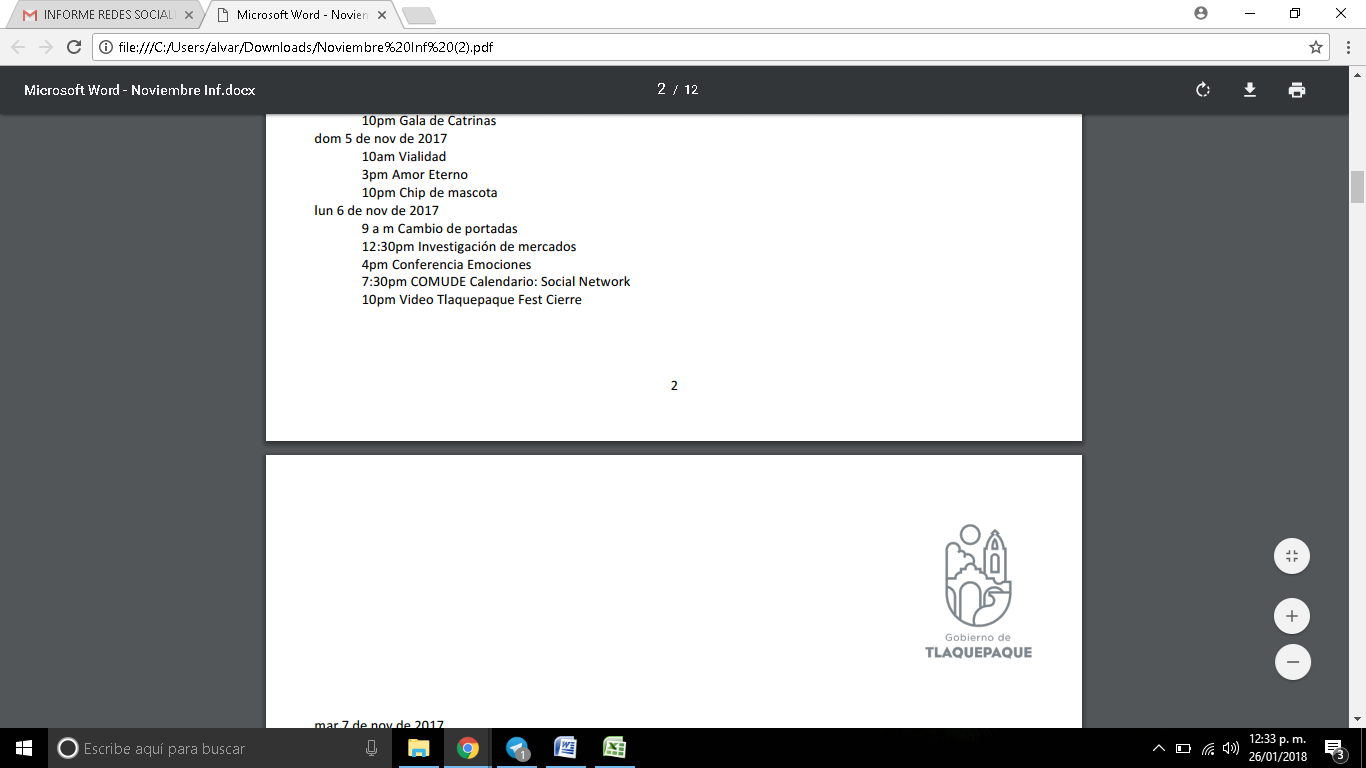 INFORME REDES SOCIAL
Microsoft Word - Noviem
file:///C:/Users/alvar/Downloads/Noviembre%20Inf%20(2).pdf
Microsoft Word - Noviembre Inf.docx
2 / 12
10pm Gala de Catrinas
dom 5 de nov de 2017
10am Vialidad
3pm Amor Eterno
10pm Chip de mascota
lun 6 de nov de 2017
9 a m Cambio de portadas
12:30pm Investigación de mercados
4pm Conferencia Emociones
7:30pm COMUDE Calendario: Social Network
10pm Video Tlaquepaque Fest Cierre
2
Gobierno de
TLAQUEPAQUE
mar 7 de nov de 2017
Escribe aquí para buscar
1
12:33 p. m.
26/01/2018
3